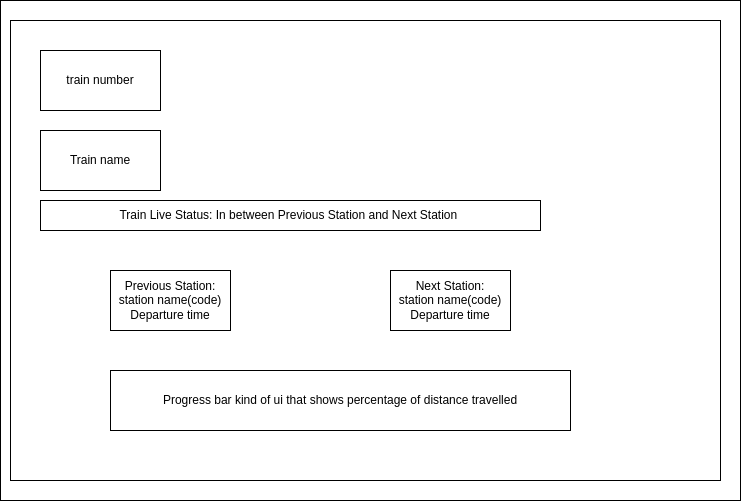 train number
Train name
Train Live Status: In between Previous Station and Next Station
Previous Station:
station name(code)
Departure time
Next Station:
station name(code)
Departure time
Progress bar kind of ui that shows percentage of distance travelled